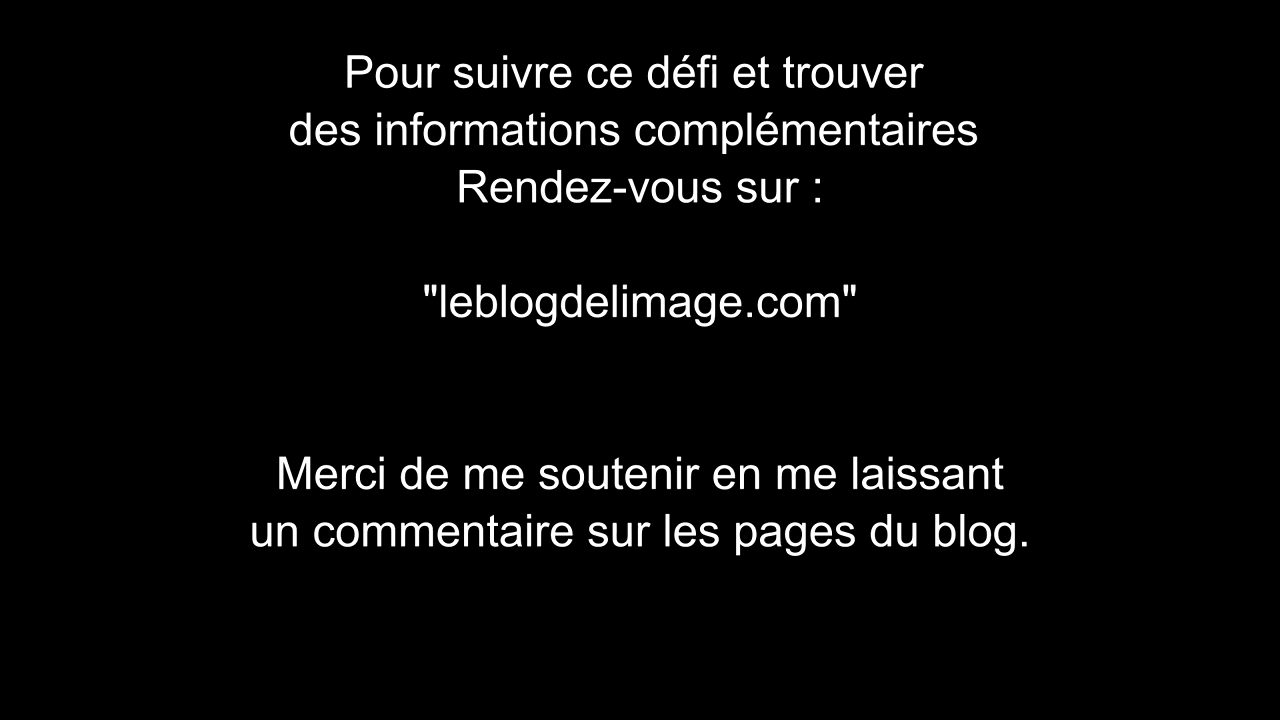 Pour suivre ce défi et trouver
des informations complémentaires
Rendez-vous sur :
"leblogdelimage.com"
Merci de me soutenir en me laissant
un commentaire sur les pages du blog.